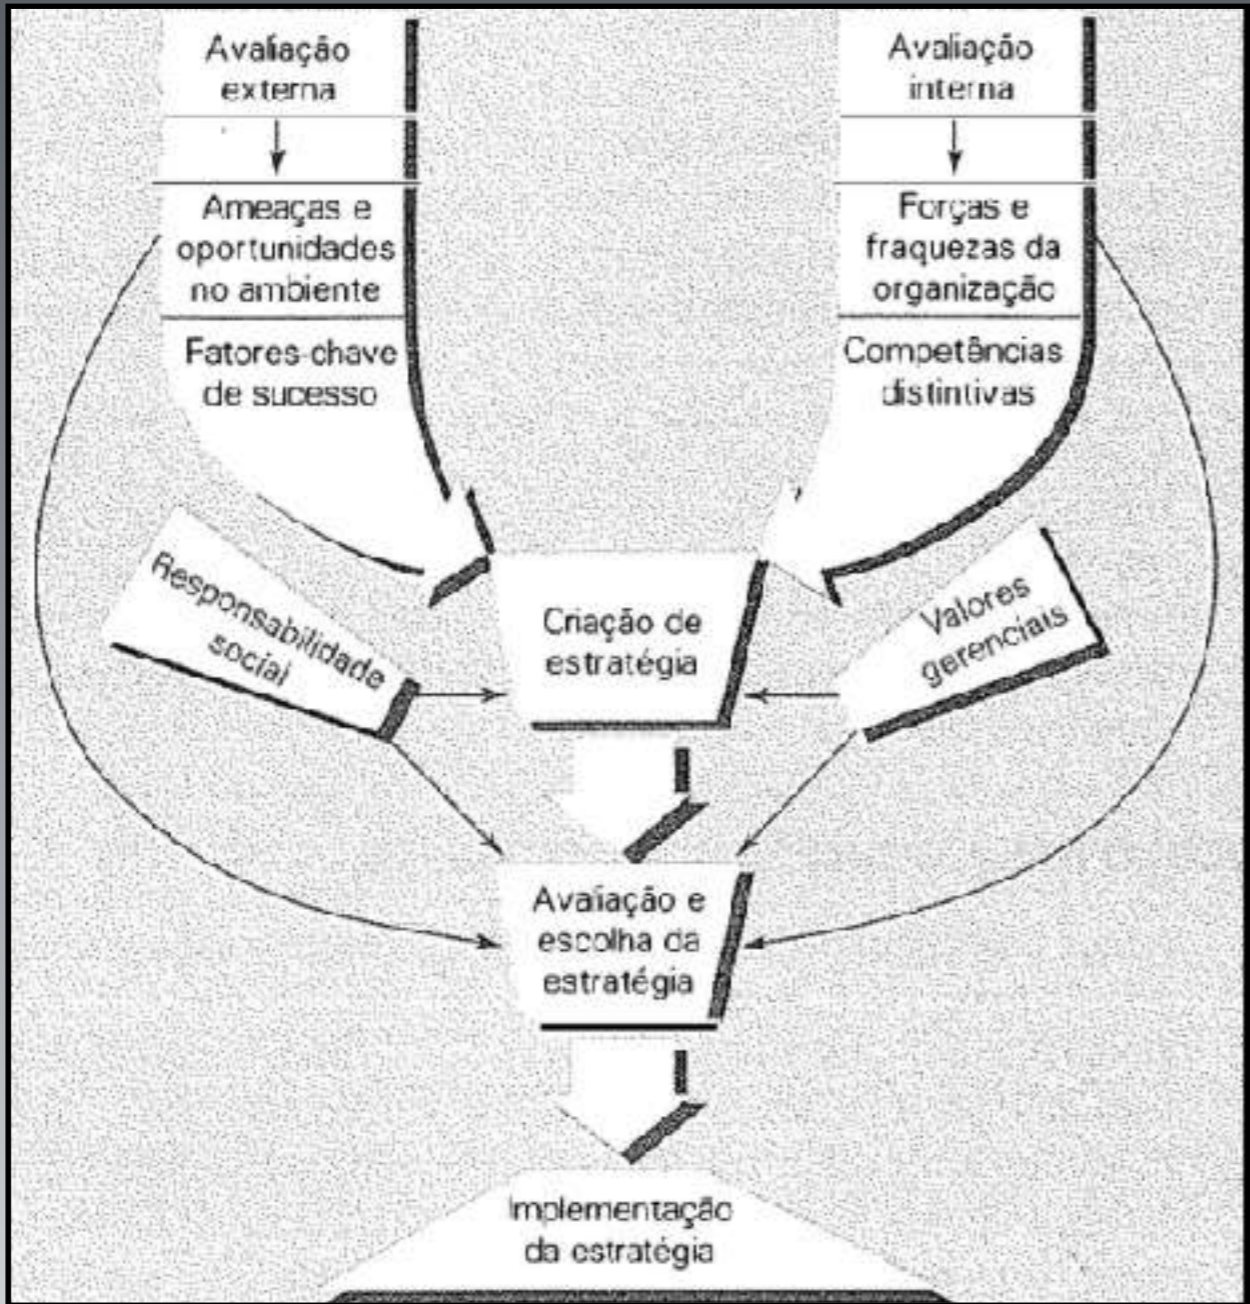 Avaliação
externa
Avaliação
interna
Ameaças e
oportunidades
no ambiente
Forças e
fraquezas da
organização
Fatores-chave
de sucesso
Competências
distintivas
Responsabilidade
social
Criação de
estratégia
Valores
gerenciais
Avaliação e
escolha da
estratégia
Implementação
da estratégia